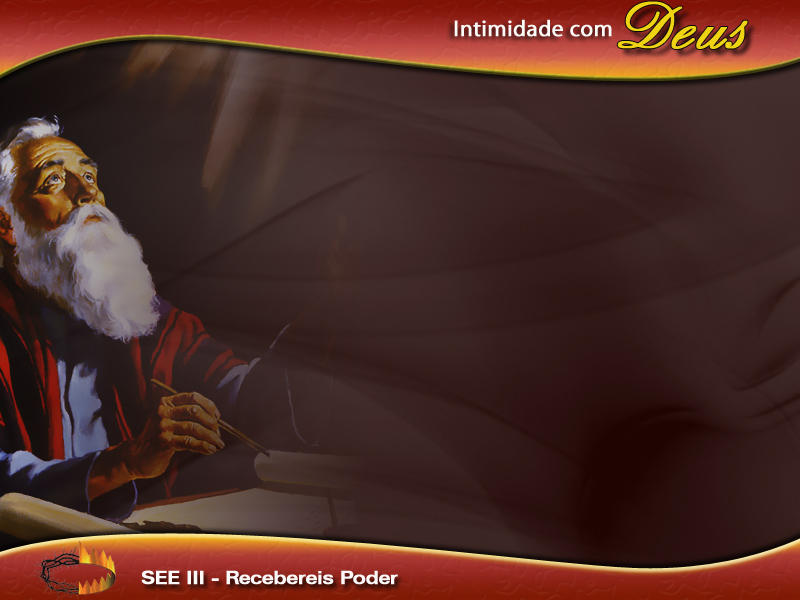 Intimidade com Deus
SEE III - Recebereis Poder